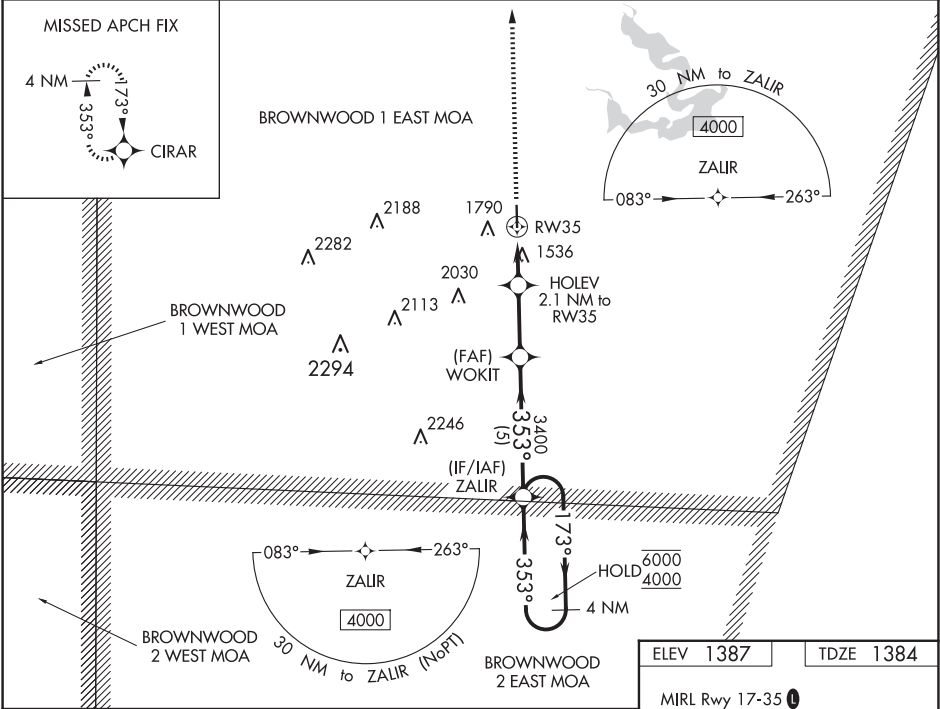 MISSED APCH FIX
4 NM
173°
353°
CIRAR
BROWNWOOD 1 EAST MOA
30 NM to ZALIR
4000
ZALIR
083°
263°
2188
1790
RW35
2282
1536
2030
HOLEV
2.1 NM to
RW35
BROWNWOOD
1 WEST MOA
2113
(FAF)
WOKIT
2294
3400
353°
(5)
2246
(IF/IAF)
ZALIR
173°
353°
083°
263°
ZALIR
4000
30 NM to ZALIR (NoPT)
HOLD
6000
4000
4 NM
BROWNWOOD
2 WEST MOA
BROWNWOOD
2 EAST MOA
ELEV 1387
TDZE 1384
MIRL Rwy 17-35 L